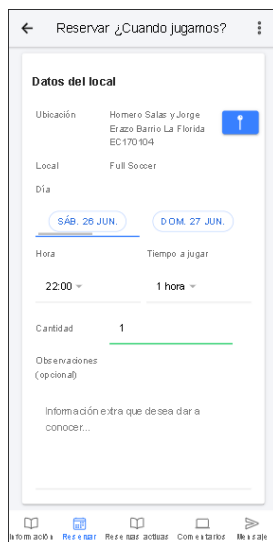 Reservar ¿Cuando jugamos?
Datos del local
Ubicación
Homero Salas y Jorge
Erazo Barrio La Florida
EC170104
Local
Full Soccer
Día
SÁB. 26 JUN.
DOM. 27 JUN.
Hora
Tiempo a jugar
22:00
1 hora
Cantidad
1
Observaciones
(opcional)
Información extra que desea dar a
conocer...
Información
Reservar
Reservas activas
Comentarios
Mensaje